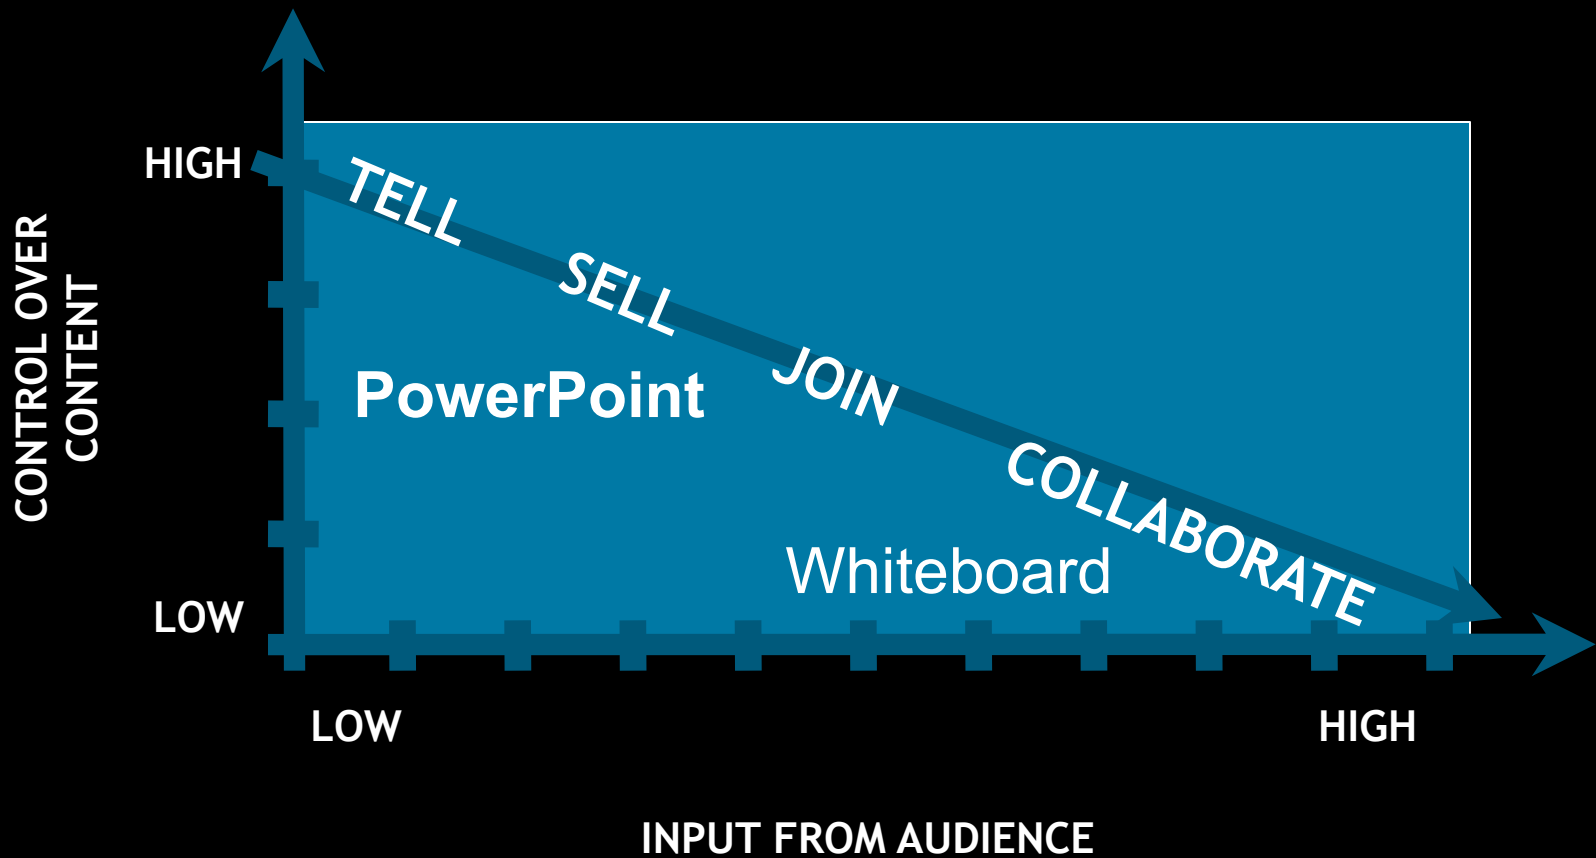 HIGH
TELL
SELL
CONTROL OVER
CONTENT
PowerPoint
JOIN
COLLABORATE
Whiteboard
LOW
LOW
HIGH
INPUT FROM AUDIENCE